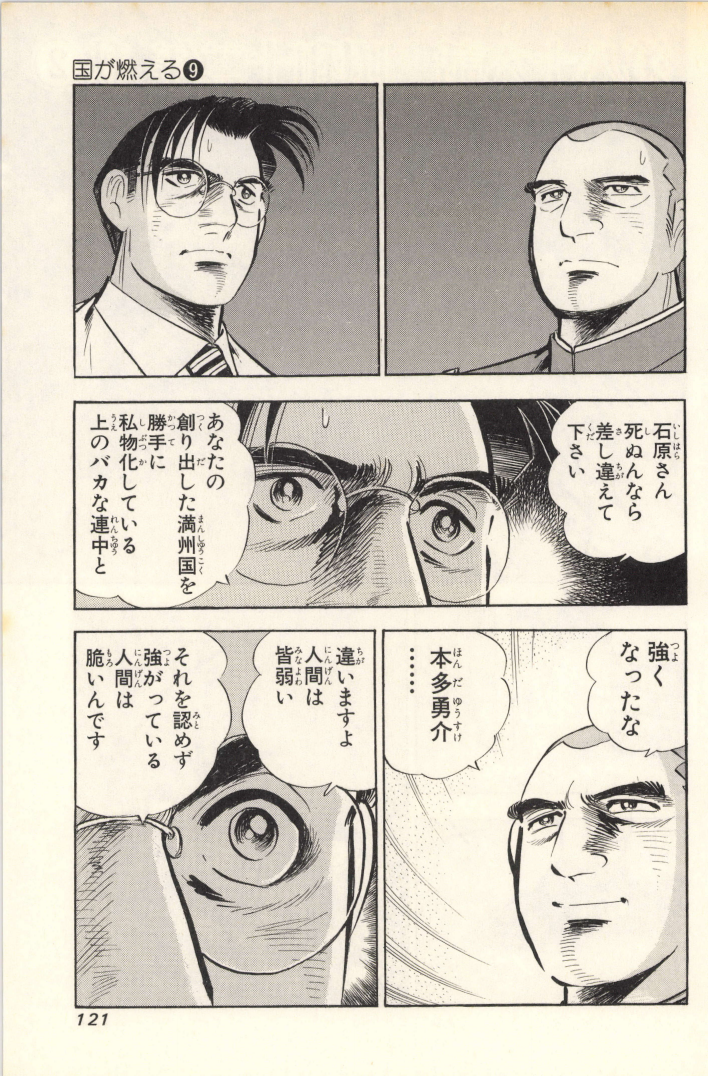 国が燃える❾
石原さん
死ぬんなら
差し違えて
下さい
あなたの
創り出した満州国を
勝手に
私物化している
上のバカな連中と
強く
なったな
本多勇介
……
違いますよ
人間は
皆弱い
それを認めず
強がっている
人間は
脆いんです
121